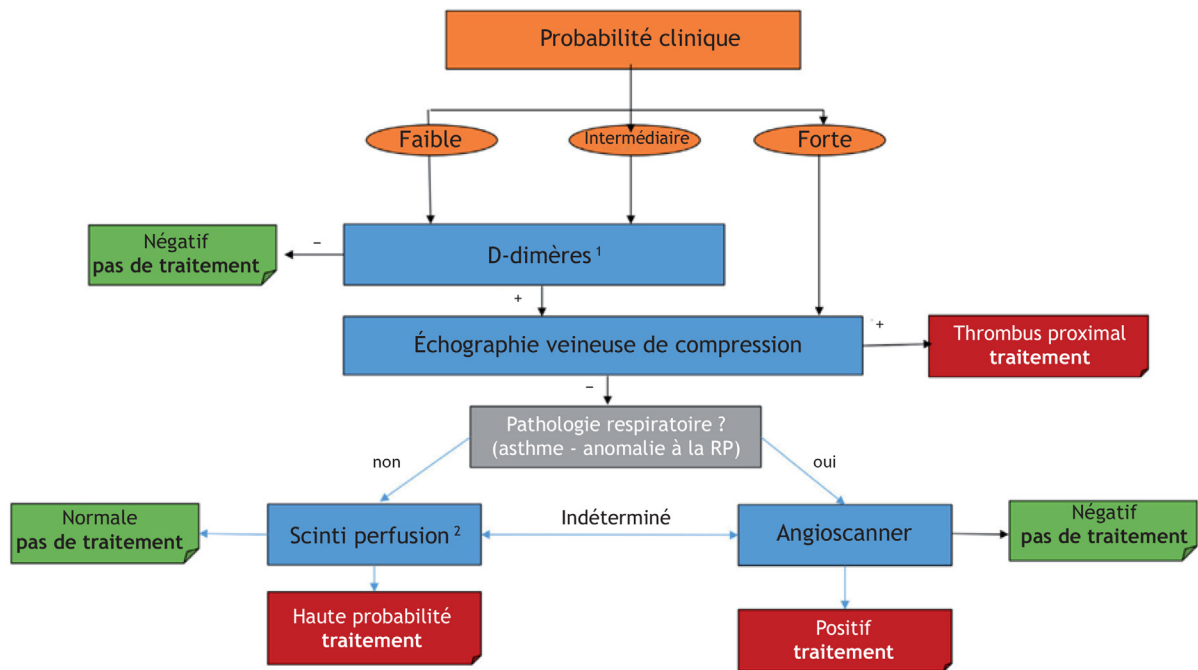 Probabilité clinique
Faible
Intermédiaire
Forte
Négatif
pas de traitement
–
D-dimères 1
+
Échographie veineuse de compression
+
Thrombus proximal
traitement
–
Pathologie respiratoire ?
(asthme - anomalie à la RP)
non
oui
Normale
pas de traitement
Scinti perfusion 2
Indéterminé
Angioscanner
Négatif
pas de traitement
Haute probabilité
traitement
Positif
traitement